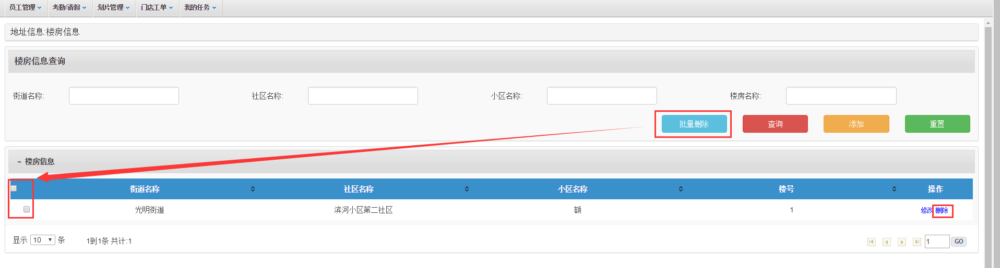 员工管理 考勤/请假 划片管理 门店工单 我的任务
地址信息:楼房信息
楼房信息查询
街道名称: 社区名称: 小区名称: 楼房名称:
批量删除 查询 添加 重置
- 楼房信息
街道名称 社区名称 小区名称 楼号 操作
光明街道 滨河小区第二社区 额 1 修改 删除
显示 10 条 1到1条 共计:1 1 GO